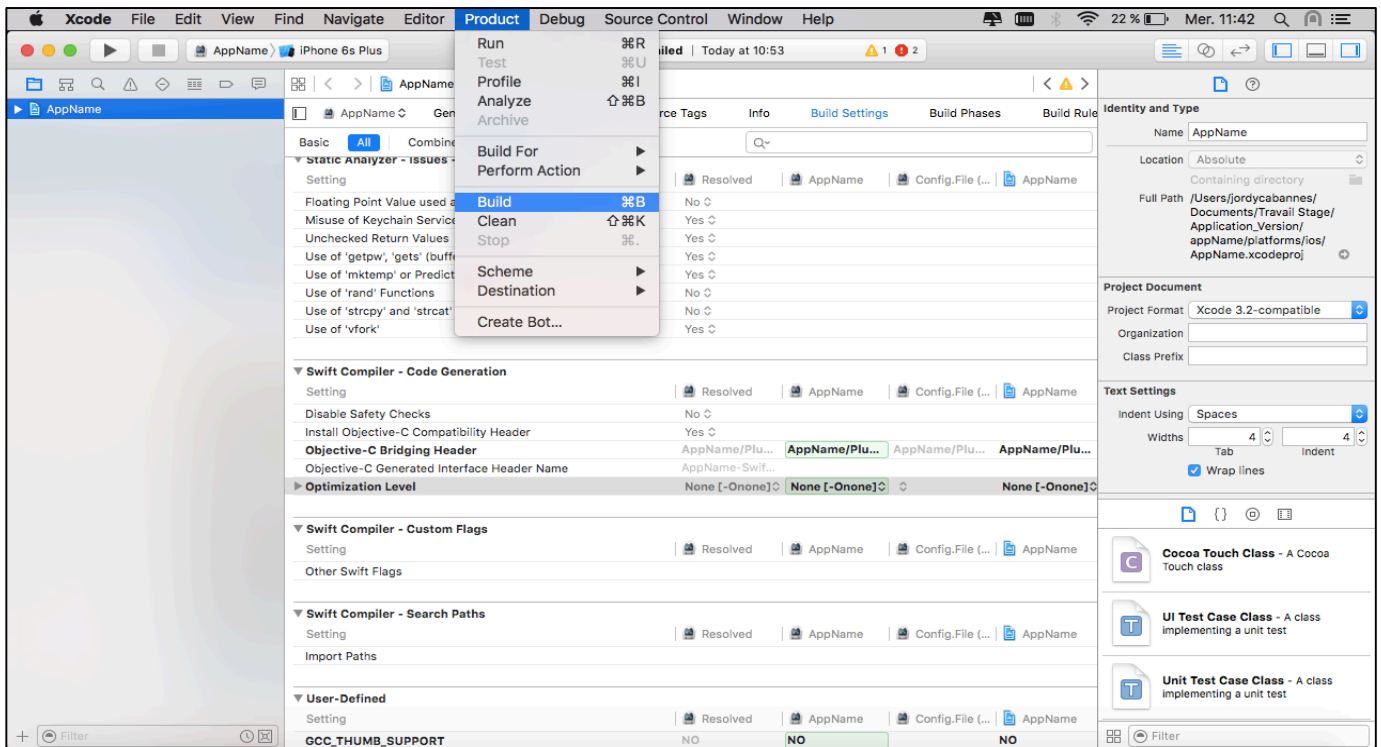 Xcode File Edit View Find Navigate Editor Product Debug Source Control Window Help 22 % Mer. 11:42
AppName iPhone 6s Plus
iled | Today at 10:53 1 2
Run ⌘R
Test ⌘U
Profile ⌘I
Analyze ⇧⌘B
Archive
Build For
Perform Action
Build ⌘B
Clean ⇧⌘K
Stop ⌘.
Scheme
Destination
Create Bot...
AppName
AppName
AppName Gen rce Tags Info Build Settings Build Phases Build Rule
Basic All Combine
Static Analyzer - Issues -
Setting Resolved AppName Config.File (... AppName
Floating Point Value used a No
Misuse of Keychain Service Yes
Unchecked Return Values Yes
Use of 'getpw', 'gets' (buffe Yes
Use of 'mktemp' or Predict Yes
Use of 'rand' Functions No
Use of 'strcpy' and 'strcat' No
Use of 'vfork' Yes
Swift Compiler - Code Generation
Setting Resolved AppName Config.File (... AppName
Disable Safety Checks No
Install Objective-C Compatibility Header Yes
Objective-C Bridging Header AppName/Plu... AppName/Plu... AppName/Plu... AppName/Plu...
Objective-C Generated Interface Header Name AppName-Swif...
Optimization Level None [-Onone] None [-Onone] None [-Onone]
Swift Compiler - Custom Flags
Setting Resolved AppName Config.File (... AppName
Other Swift Flags
Swift Compiler - Search Paths
Setting Resolved AppName Config.File (... AppName
Import Paths
User-Defined
Setting Resolved AppName Config.File (... AppName
GCC_THUMB_SUPPORT NO NO NO
Filter
Identity and Type
Name AppName
Location Absolute
Containing directory
Full Path /Users/jordycabannes/
Documents/Travail Stage/
Application_Version/
appName/platforms/ios/
AppName.xcodeproj
Project Document
Project Format Xcode 3.2-compatible
Organization
Class Prefix
Text Settings
Indent Using Spaces
Widths 4 4
Tab Indent
Wrap lines
{}
C
Cocoa Touch Class - A Cocoa
Touch class
T
UI Test Case Class - A class
implementing a unit test
T
Unit Test Case Class - A class
implementing a unit test
Filter